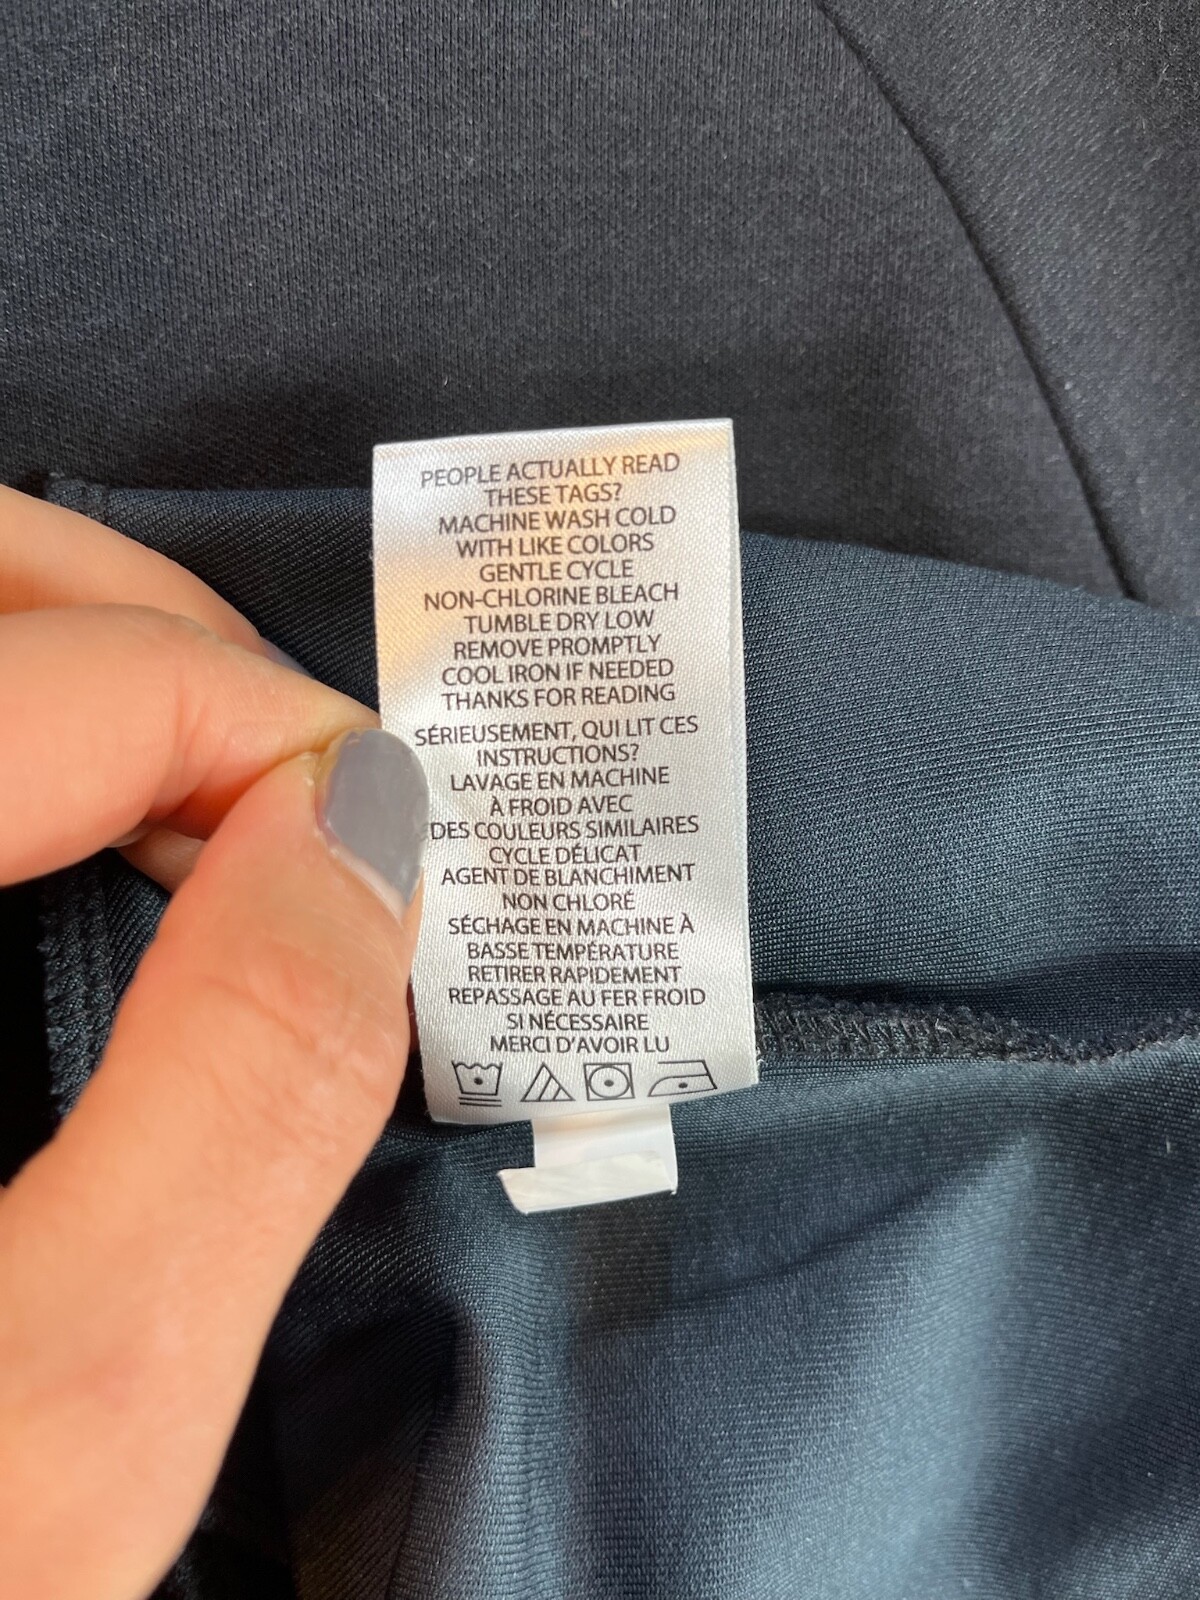 PEOPLE ACTUALLY READ
THESE TAGS?
MACHINE WASH COLD
WITH LIKE COLORS
GENTLE CYCLE
NON-CHLORINE BLEACH
TUMBLE DRY LOW
REMOVE PROMPTLY
COOL IRON IF NEEDED
THANKS FOR READING
SÉRIEUSEMENT, QUI LIT CES
INSTRUCTIONS?
LAVAGE EN MACHINE
À FROID AVEC
DES COULEURS SIMILAIRES
CYCLE DÉLICAT
AGENT DE BLANCHIMENT
NON CHLORÉ
SÉCHAGE EN MACHINE À
BASSE TEMPÉRATURE
RETIRER RAPIDEMENT
REPASSAGE AU FER FROID
SI NÉCESSAIRE
MERCI D'AVOIR LU